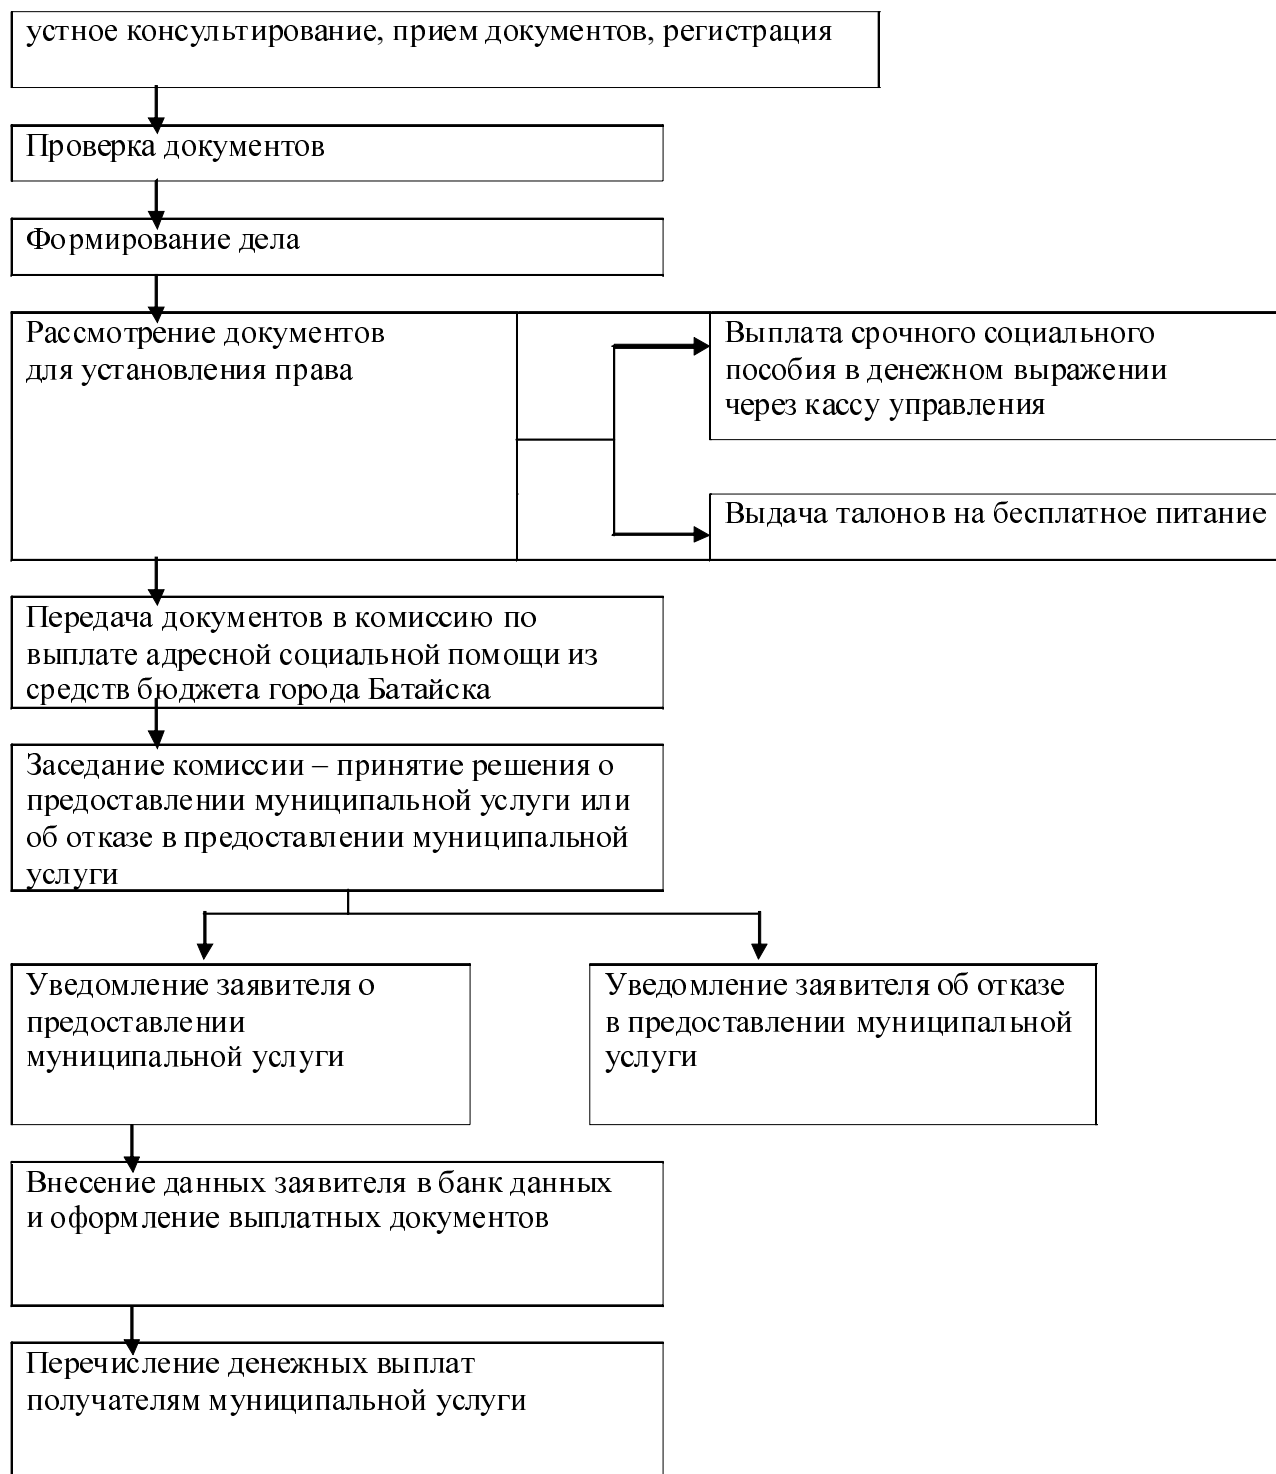 устное консультирование, прием документов, регистрация
Проверка документов
Формирование дела
Рассмотрение документов
для установления права
Выплата срочного социального
пособия в денежном выражении
через кассу управления
Выдача талонов на бесплатное питание
Передача документов в комиссию по
выплате адресной социальной помощи из
средств бюджета города Батайска
Заседание комиссии – принятие решения о
предоставлении муниципальной услуги или
об отказе в предоставлении муниципальной
услуги
Уведомление заявителя о
предоставлении
муниципальной услуги
Уведомление заявителя об отказе
в предоставлении муниципальной
услуги
Внесение данных заявителя в банк данных
и оформление выплатных документов
Перечисление денежных выплат
получателям муниципальной услуги